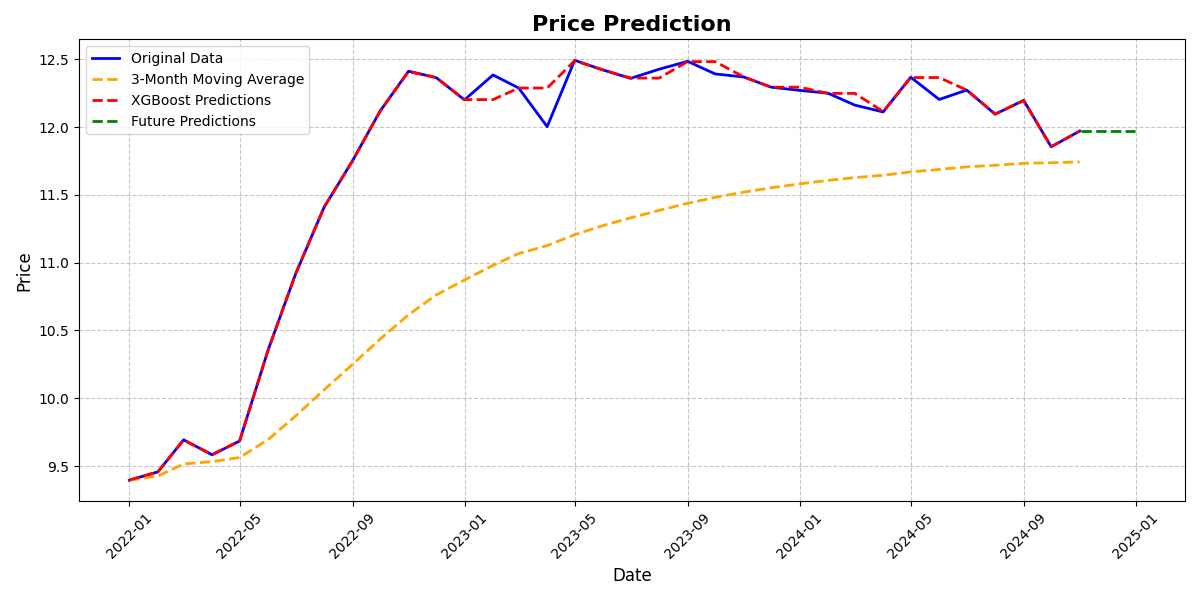 Price Prediction
Original Data
3-Month Moving Average
XGBoost Predictions
Future Predictions
12.5
12.0
11.5
11.0
10.5
10.0
9.5
Price
2022-01
2022-05
2022-09
2023-01
2023-05
2023-09
2024-01
2024-05
2024-09
2025-01
Date